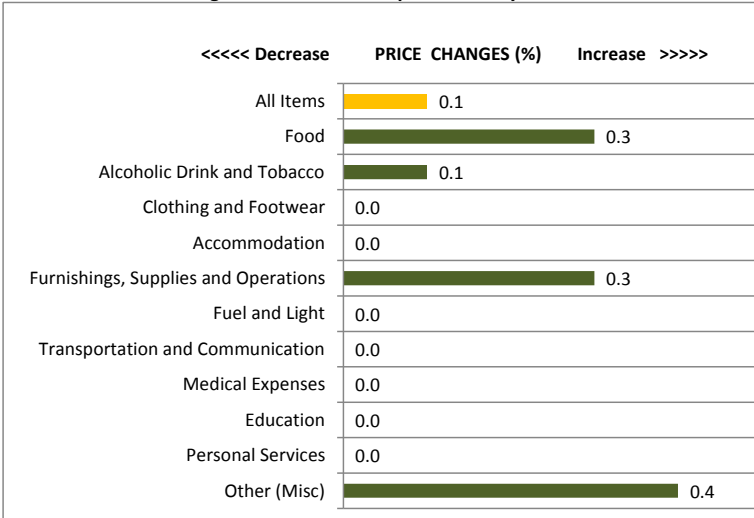 <<<<< Decrease PRICE CHANGES (%) Increase >>>>>
All Items 0.1
Food 0.3
Alcoholic Drink and Tobacco 0.1
Clothing and Footwear 0.0
Accommodation 0.0
Furnishings, Supplies and Operations 0.3
Fuel and Light 0.0
Transportation and Communication 0.0
Medical Expenses 0.0
Education 0.0
Personal Services 0.0
Other (Misc) 0.4